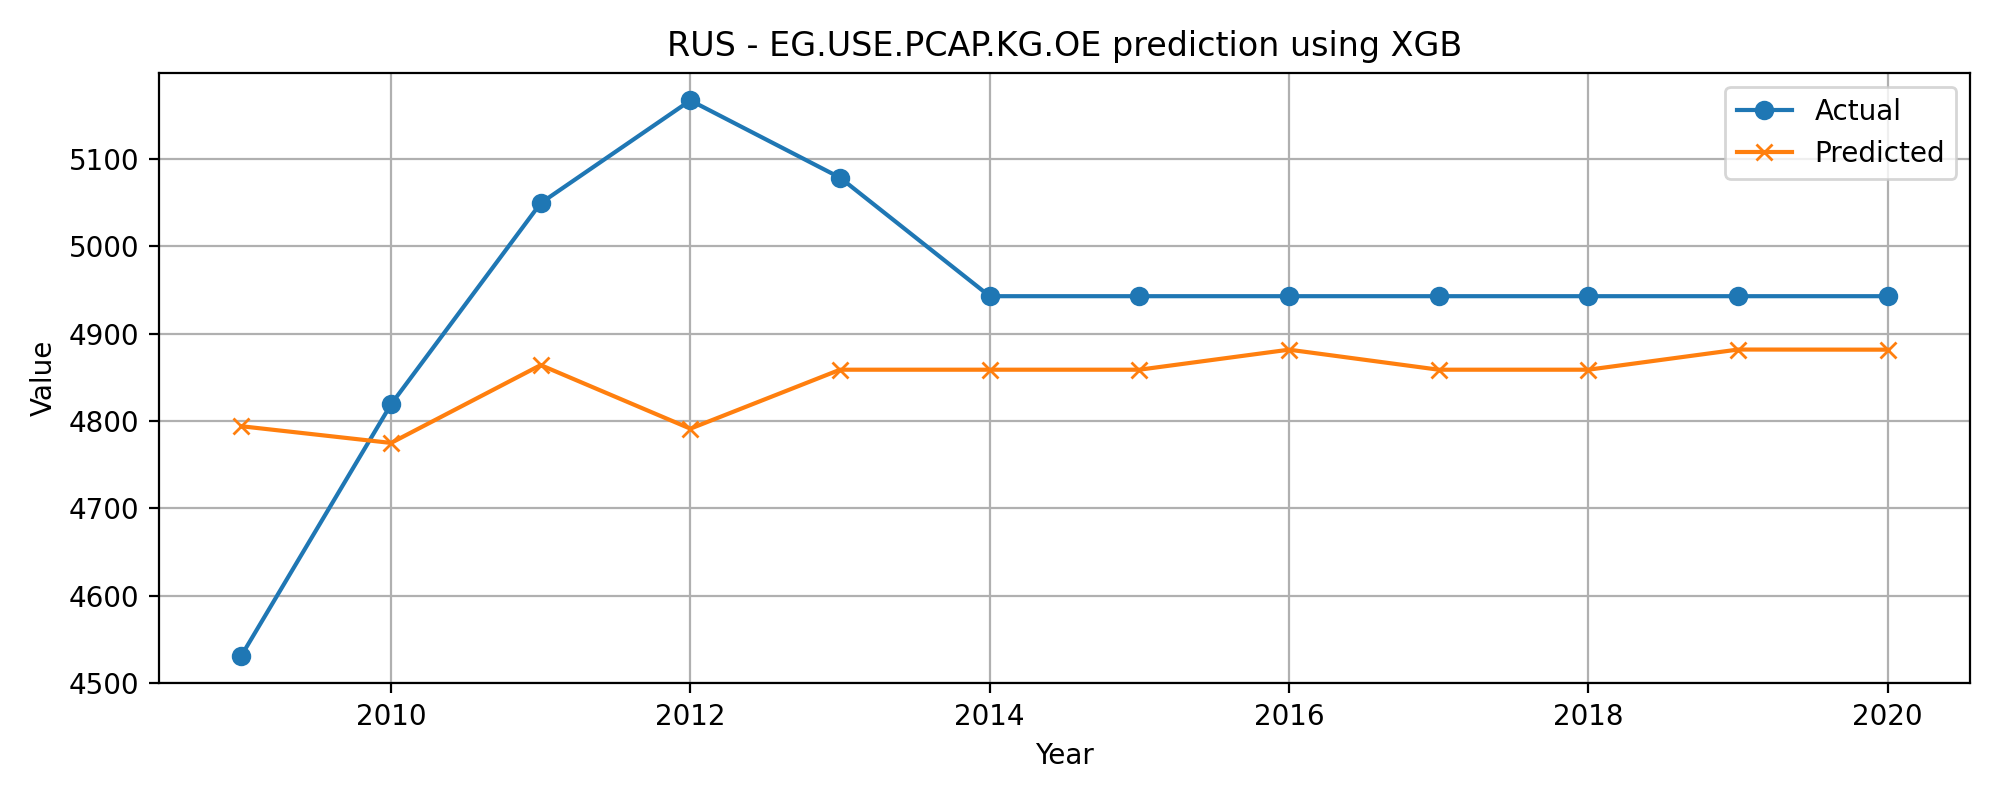 RUS - EG.USE.PCAP.KG.OE prediction using XGB
Actual
Predicted
5100
5000
4900
4800
4700
4600
4500
Value
2010 2012 2014 2016 2018 2020
Year